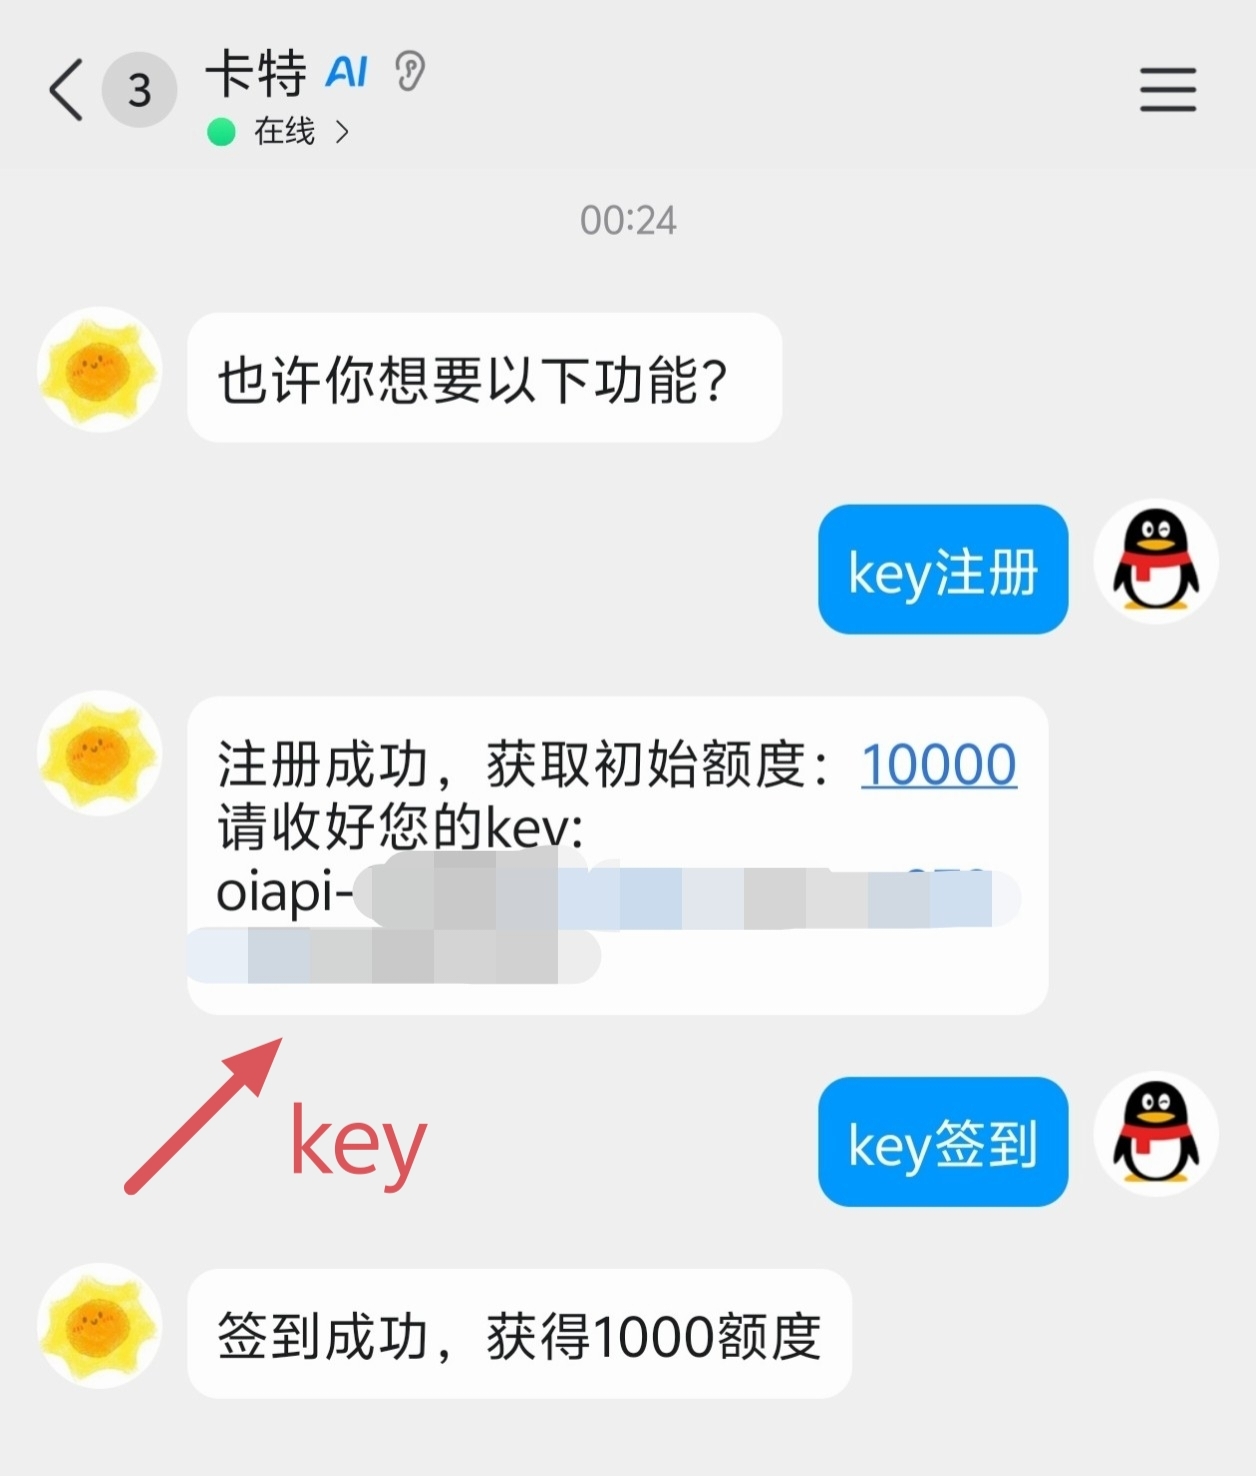 3
卡特 AI
在线
00:24
也许你想要以下功能?
key注册
注册成功，获取初始额度：10000
请收好您的key:
oiapi-
key
key签到
签到成功，获得1000额度